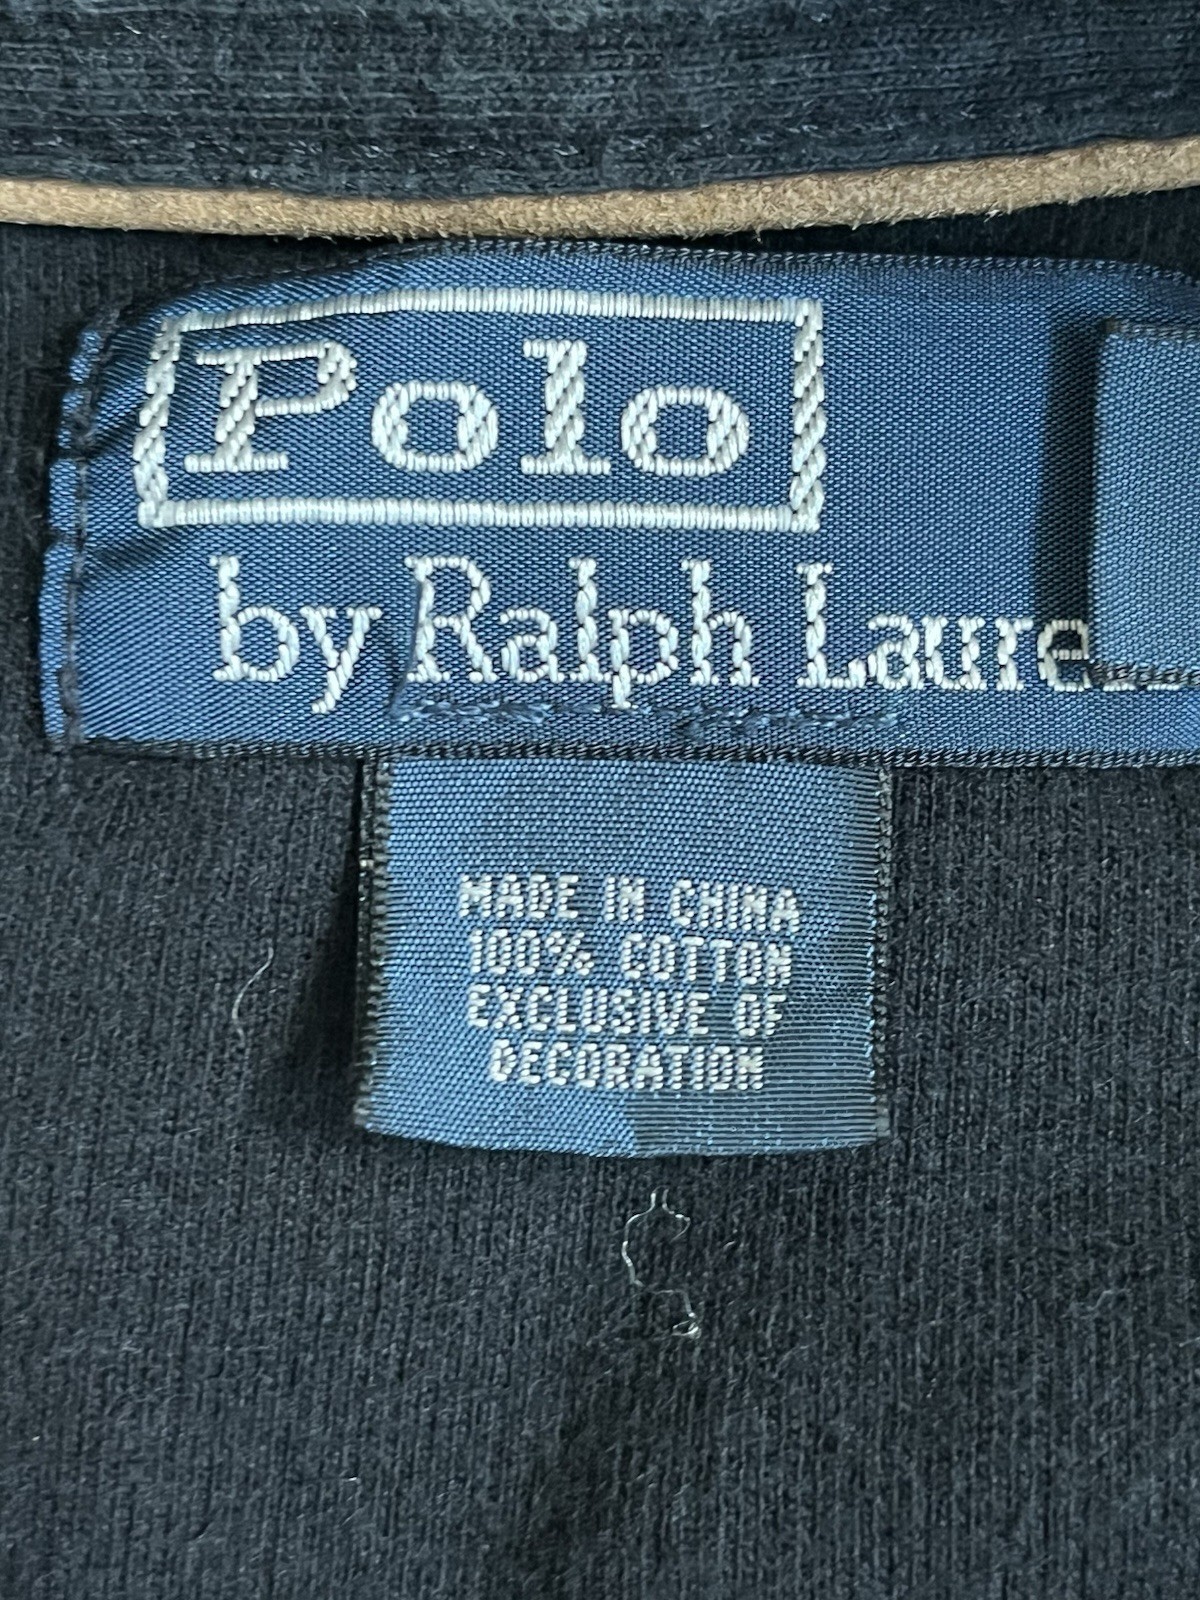 Polo
by Ralph Laure
MADE IN CHINA
100% COTTON
EXCLUSIVE OF
DECORATION